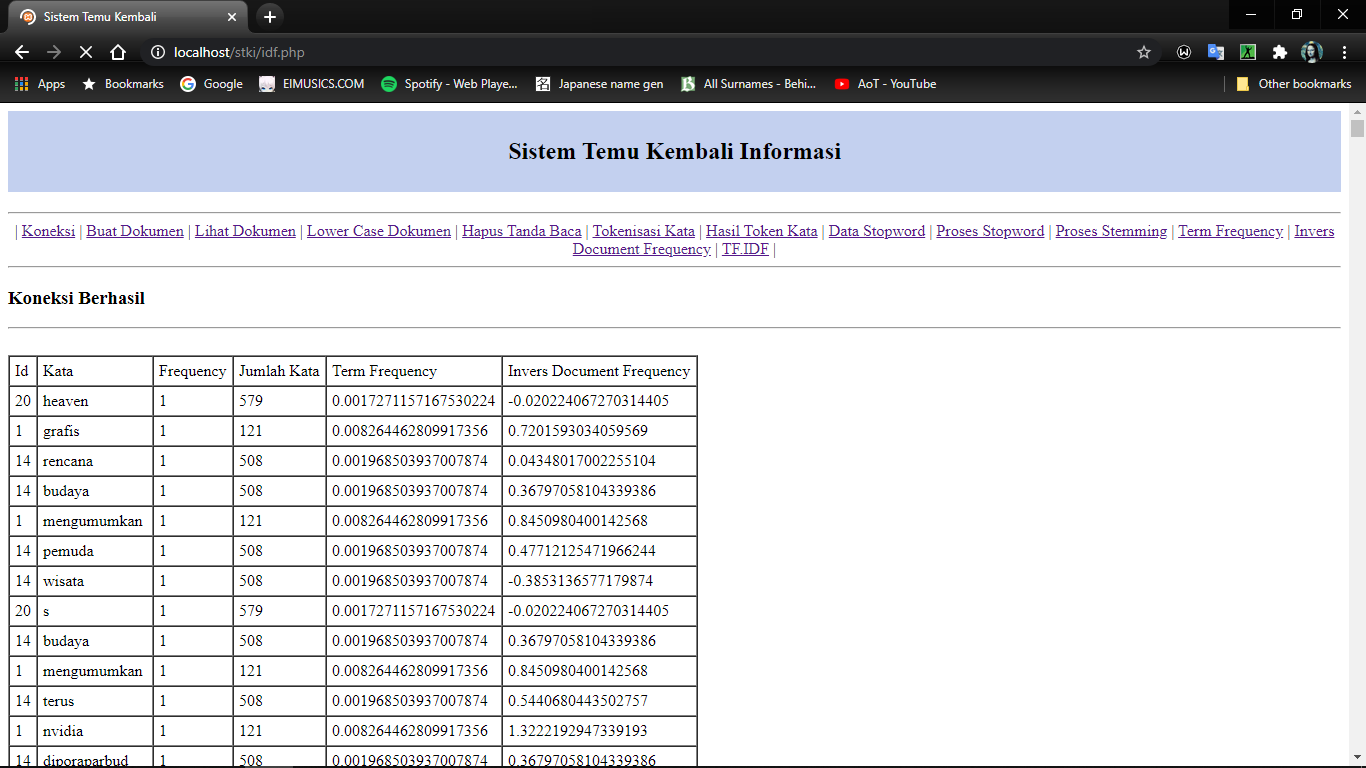 Sistem Temu Kembali
localhost/stki/idf.php
Apps Bookmarks Google EIMUSICS.COM Spotify - Web Playe... Japanese name gen All Surnames - Behi... AoT - YouTube Other bookmarks
Sistem Temu Kembali Informasi
| Koneksi | Buat Dokumen | Lihat Dokumen | Lower Case Dokumen | Hapus Tanda Baca | Tokenisasi Kata | Hasil Token Kata | Data Stopword | Proses Stopword | Proses Stemming | Term Frequency | Invers
Document Frequency | TF.IDF |
Koneksi Berhasil
Id Kata Frequency Jumlah Kata Term Frequency Invers Document Frequency
20 heaven 1 579 0.0017271157167530224 -0.020224067270314405
1 grafis 1 121 0.008264462809917356 0.7201593034059569
14 rencana 1 508 0.001968503937007874 0.04348017002255104
14 budaya 1 508 0.001968503937007874 0.36797058104339386
1 mengumumkan 1 121 0.008264462809917356 0.8450980400142568
14 pemuda 1 508 0.001968503937007874 0.47712125471966244
14 wisata 1 508 0.001968503937007874 -0.3853136577179874
20 s 1 579 0.0017271157167530224 -0.020224067270314405
14 budaya 1 508 0.001968503937007874 0.36797058104339386
1 mengumumkan 1 121 0.008264462809917356 0.8450980400142568
14 terus 1 508 0.001968503937007874 0.5440680443502757
1 nvidia 1 121 0.008264462809917356 1.3222192947339193
14 diporaparbud 1 508 0.001968503937007874 0.36797058104339386